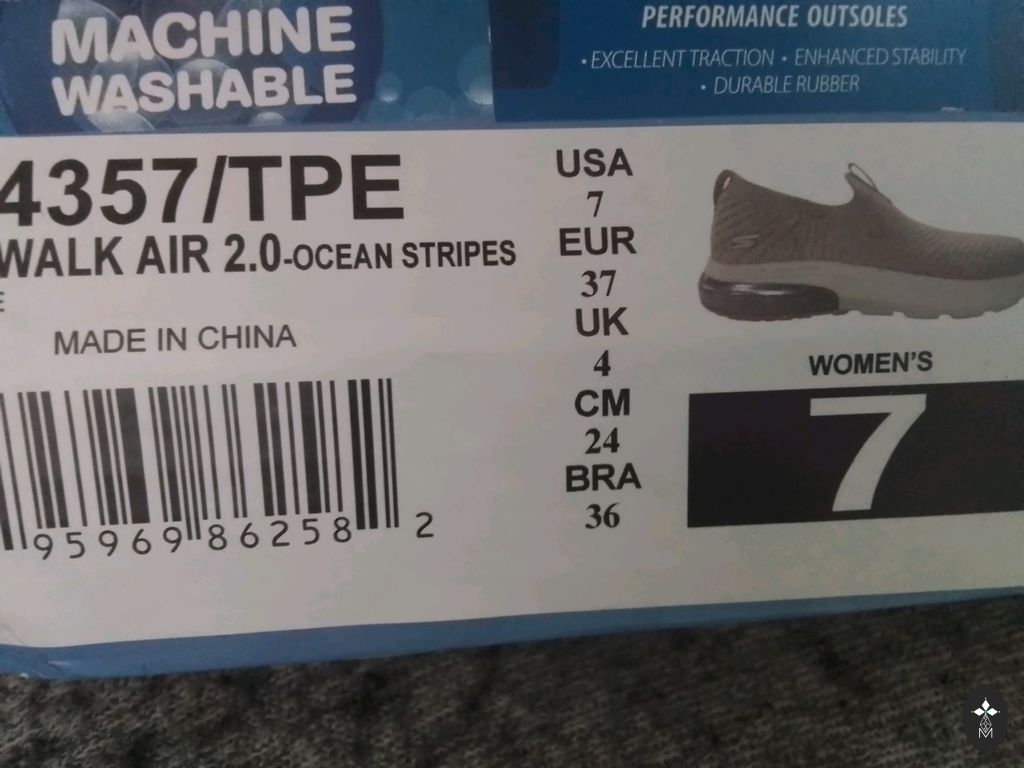 MACHINE
WASHABLE
PERFORMANCE OUTSOLES
• EXCELLENT TRACTION • ENHANCED STABILITY
• DURABLE RUBBER
4357/TPE
WALK AIR 2.0-OCEAN STRIPES
E
MADE IN CHINA
95969 86258 2
USA
7
EUR
37
UK
4
CM
24
BRA
36
WOMEN'S
7
M